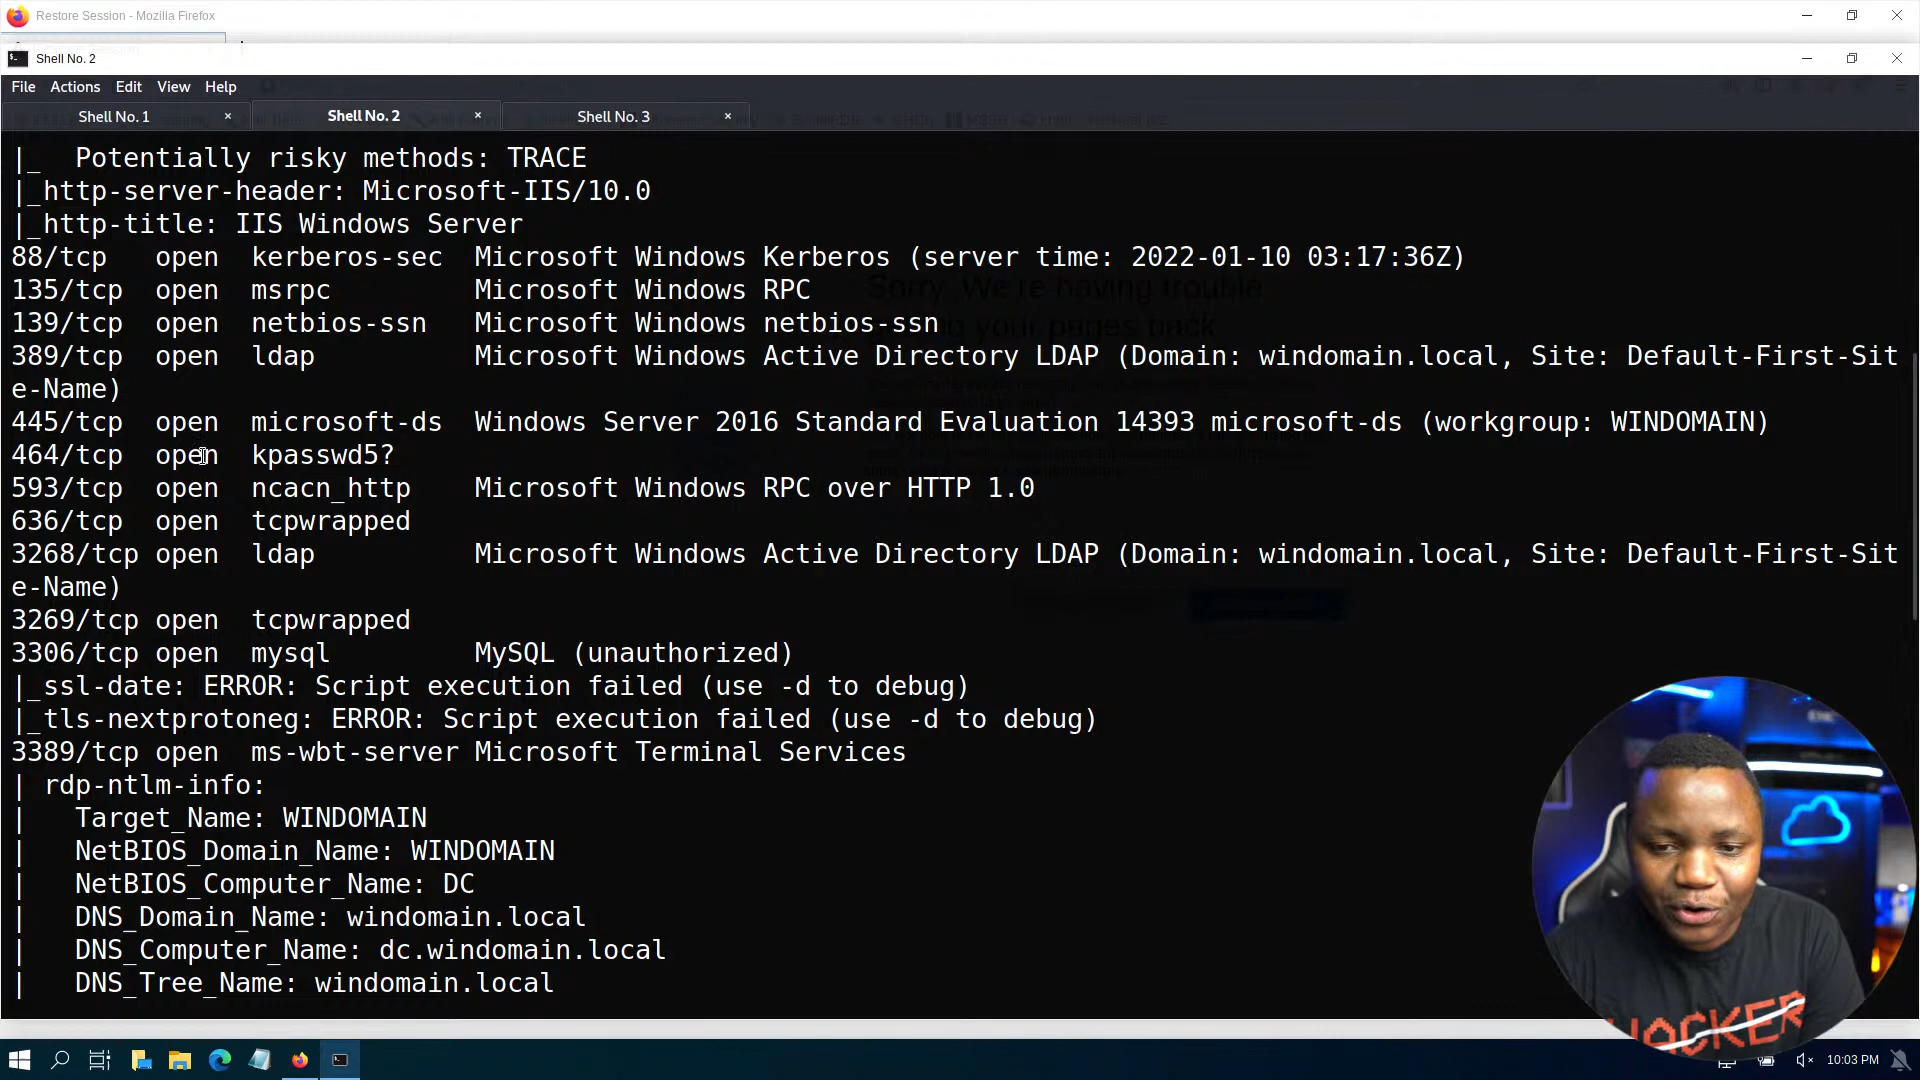 Restore Session - Mozilla Firefox
Shell No. 2
File Actions Edit View Help
Shell No. 1 × Shell No. 2 × Shell No. 3 ×
|_  Potentially risky methods: TRACE
|_http-server-header: Microsoft-IIS/10.0
|_http-title: IIS Windows Server
88/tcp   open  kerberos-sec  Microsoft Windows Kerberos (server time: 2022-01-10 03:17:36Z)
135/tcp  open  msrpc         Microsoft Windows RPC
139/tcp  open  netbios-ssn   Microsoft Windows netbios-ssn
389/tcp  open  ldap          Microsoft Windows Active Directory LDAP (Domain: windomain.local, Site: Default-First-Sit
e-Name)
445/tcp  open  microsoft-ds  Windows Server 2016 Standard Evaluation 14393 microsoft-ds (workgroup: WINDOMAIN)
464/tcp  open  kpasswd5?
593/tcp  open  ncacn_http    Microsoft Windows RPC over HTTP 1.0
636/tcp  open  tcpwrapped
3268/tcp open  ldap          Microsoft Windows Active Directory LDAP (Domain: windomain.local, Site: Default-First-Sit
e-Name)
3269/tcp open  tcpwrapped
3306/tcp open  mysql         MySQL (unauthorized)
|_ssl-date: ERROR: Script execution failed (use -d to debug)
|_tls-nextprotoneg: ERROR: Script execution failed (use -d to debug)
3389/tcp open  ms-wbt-server Microsoft Terminal Services
| rdp-ntlm-info:
|   Target_Name: WINDOMAIN
|   NetBIOS_Domain_Name: WINDOMAIN
|   NetBIOS_Computer_Name: DC
|   DNS_Domain_Name: windomain.local
|   DNS_Computer_Name: dc.windomain.local
|   DNS_Tree_Name: windomain.local
Sorry. We're having trouble
your pages back
HACKER
10:03 PM